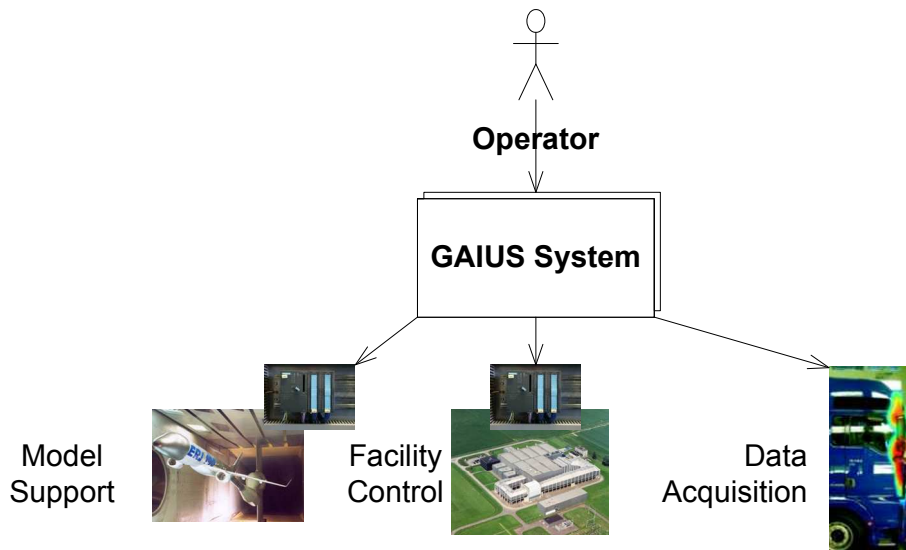 Operator
GAIUS System
Model
Support
Facility
Control
Data
Acquisition